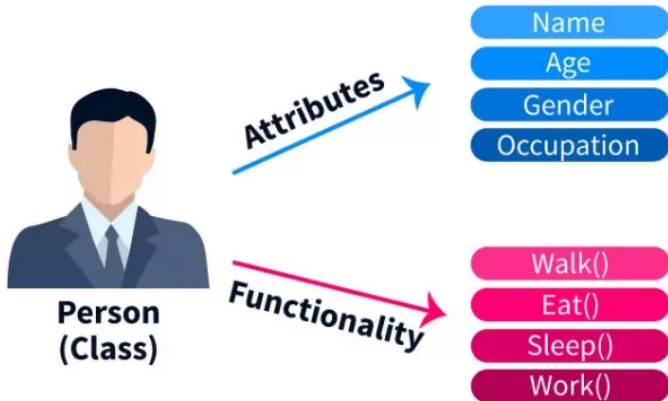 Person
(Class)
Attributes
Name
Age
Gender
Occupation
Functionality
Walk()
Eat()
Sleep()
Work()